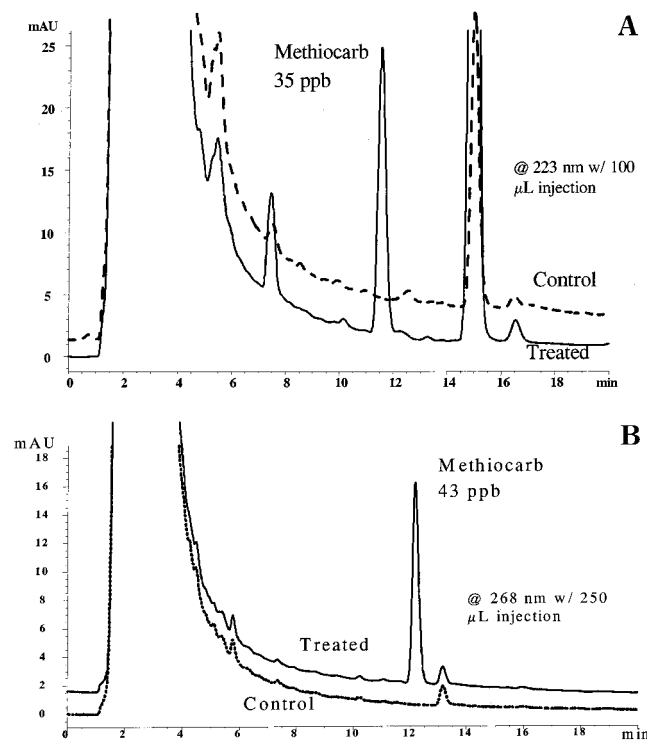 mAU
A
25
Methiocarb
35 ppb
20
15
@ 223 nm w/ 100
μL injection
10
Control
5
Treated
0
0 2 4 6 8 10 12 14 16 18 min
B
mAU
18
Methiocarb
43 ppb
16
14
12
10
@ 268 nm w/ 250
μL injection
8
6
Treated
4
2
Control
0
0 2 4 6 8 10 12 14 16 18 min